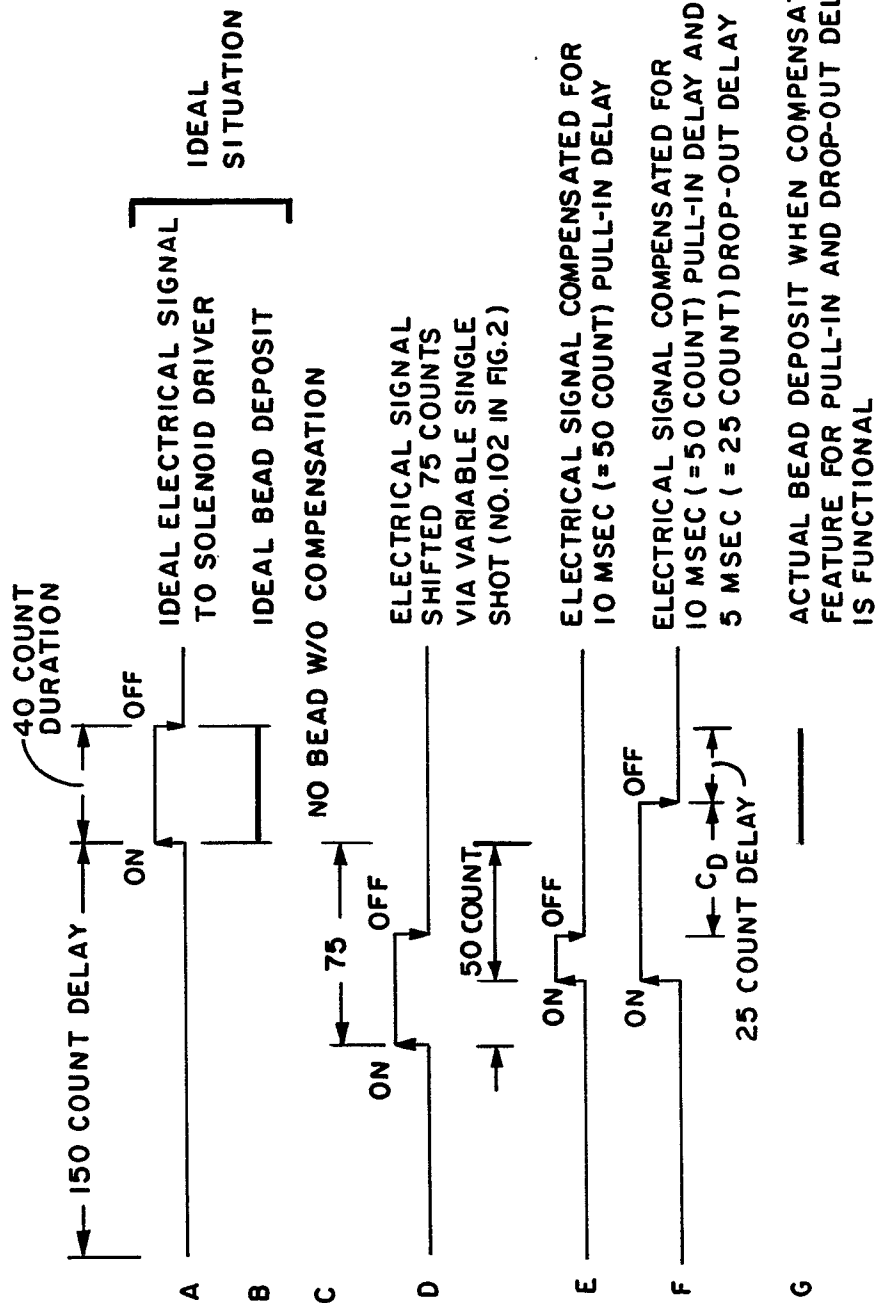 40 COUNT
DURATION
150 COUNT DELAY
ON
OFF
A
IDEAL ELECTRICAL SIGNAL
TO SOLENOID DRIVER
IDEAL
SITUATION
B
IDEAL BEAD DEPOSIT
C
NO BEAD W/O COMPENSATION
75
ON
OFF
D
ELECTRICAL SIGNAL
SHIFTED 75 COUNTS
VIA VARIABLE SINGLE
SHOT (NO.102 IN FIG.2)
50 COUNT
ON
OFF
E
ELECTRICAL SIGNAL COMPENSATED FOR
10 MSEC (=50 COUNT) PULL-IN DELAY
ON
OFF
F
ELECTRICAL SIGNAL COMPENSATED FOR
10 MSEC (=50 COUNT) PULL-IN DELAY AND
5 MSEC (=25 COUNT) DROP-OUT DELAY
CD
25 COUNT DELAY
G
ACTUAL BEAD DEPOSIT WHEN
FEATURE FOR PULL-IN AND DROP-OUT
IS FUNCTIONAL